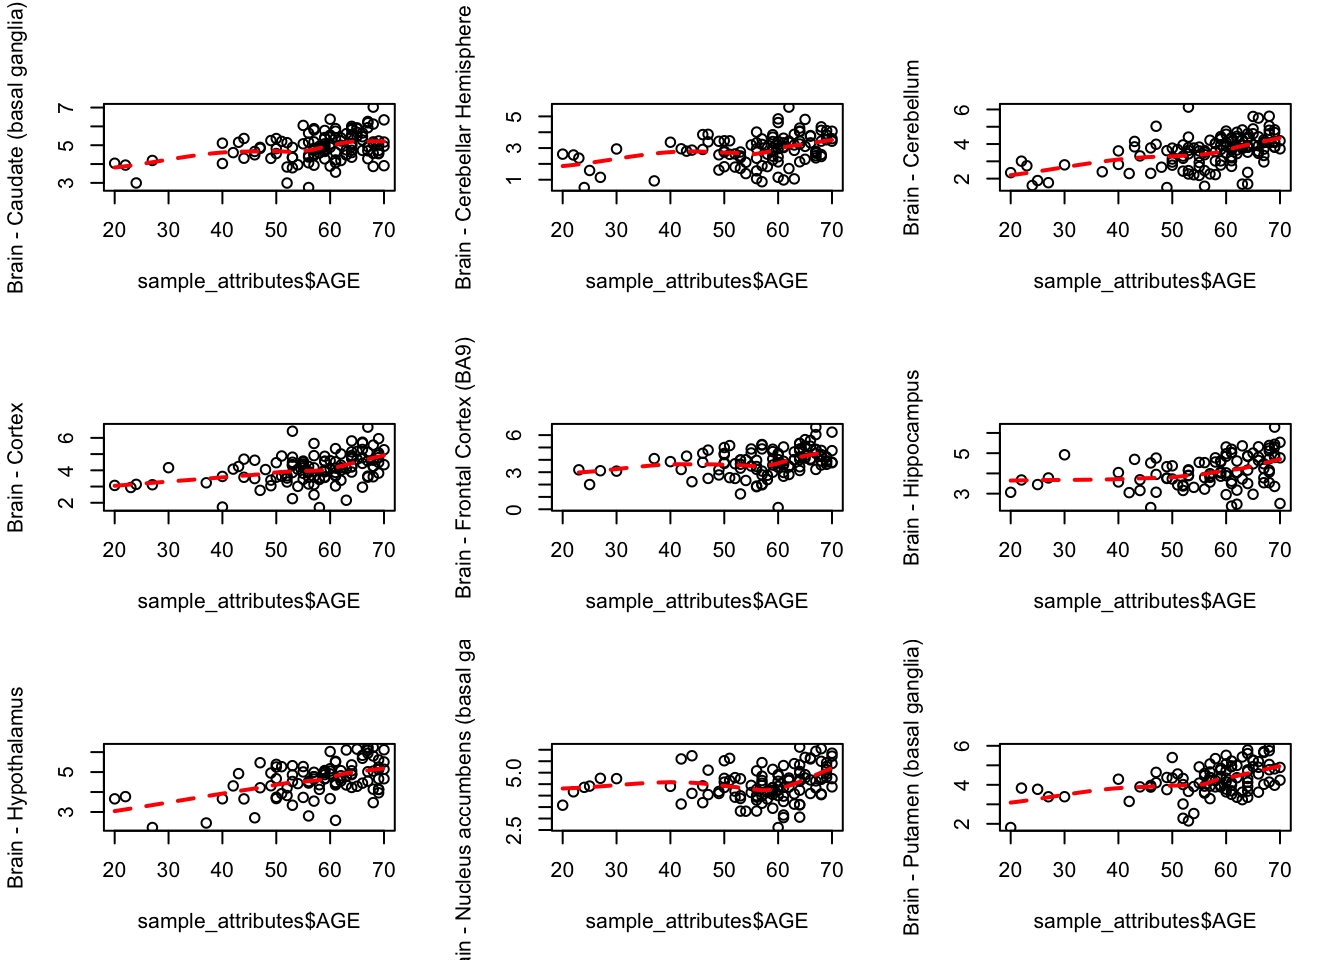 Brain - Caudate (basal ganglia)
7
5
3
20 30 40 50 60 70
sample_attributes$AGE
Brain - Cerebellar Hemisphere
5
3
1
20 30 40 50 60 70
sample_attributes$AGE
Brain - Cerebellum
6
4
2
20 30 40 50 60 70
sample_attributes$AGE
Brain - Cortex
6
4
2
20 30 40 50 60 70
sample_attributes$AGE
Brain - Frontal Cortex (BA9)
6
3
0
20 30 40 50 60 70
sample_attributes$AGE
Brain - Hippocampus
5
3
20 30 40 50 60 70
sample_attributes$AGE
Brain - Hypothalamus
5
3
20 30 40 50 60 70
sample_attributes$AGE
ain - Nucleus accumbens (basal ga
5.0
2.5
20 30 40 50 60 70
sample_attributes$AGE
Brain - Putamen (basal ganglia)
6
4
2
20 30 40 50 60 70
sample_attributes$AGE